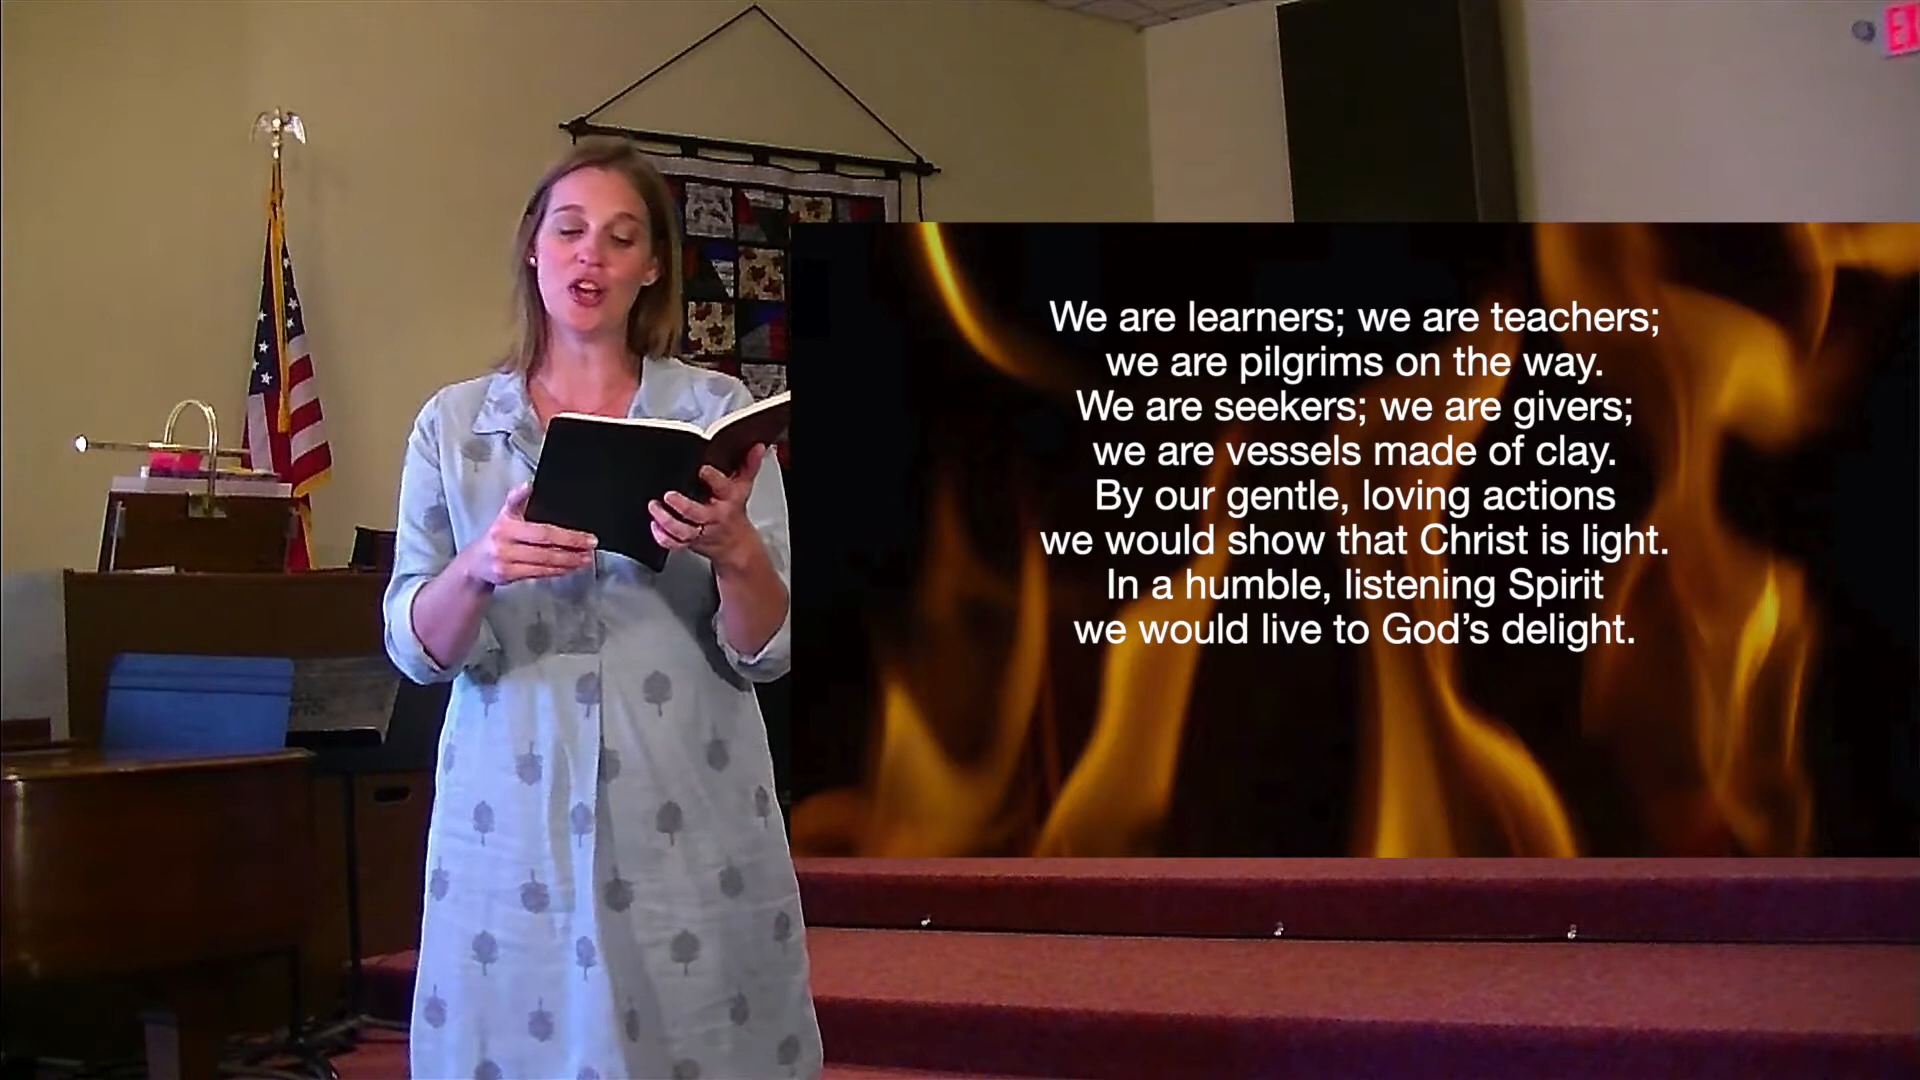 EX
We are learners; we are teachers;
we are pilgrims on the way.
We are seekers; we are givers;
we are vessels made of clay.
By our gentle, loving actions
we would show that Christ is light.
In a humble, listening Spirit
we would live to God’s delight.